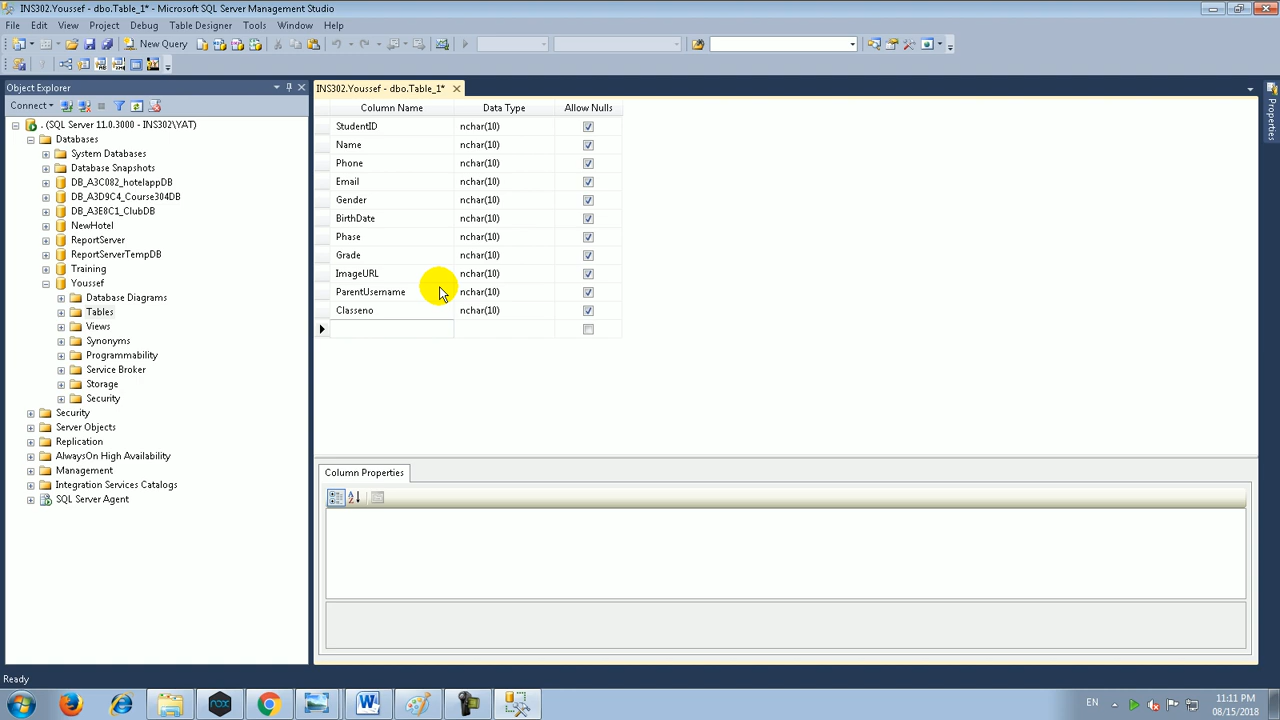 INS302.Youssef - dbo.Table_1* - Microsoft SQL Server Management Studio
File Edit View Project Debug Table Designer Tools Window Help
New Query
Object Explorer
INS302.Youssef - dbo.Table_1*
Properties
Connect
Column Name Data Type Allow Nulls
. (SQL Server 11.0.3000 - INS302\YAT)
Databases
System Databases
Database Snapshots
DB_A3C082_hotelappDB
DB_A3D9C4_Course304DB
DB_A3E8C1_ClubDB
NewHotel
ReportServer
ReportServerTempDB
Training
Youssef
Database Diagrams
Tables
Views
Synonyms
Programmability
Service Broker
Storage
Security
Security
Server Objects
Replication
AlwaysOn High Availability
Management
Integration Services Catalogs
SQL Server Agent
StudentID nchar(10)
Name nchar(10)
Phone nchar(10)
Email nchar(10)
Gender nchar(10)
BirthDate nchar(10)
Phase nchar(10)
Grade nchar(10)
ImageURL nchar(10)
ParentUsername nchar(10)
Classeno nchar(10)
Column Properties
Ready
EN
11:11 PM
08/15/2018